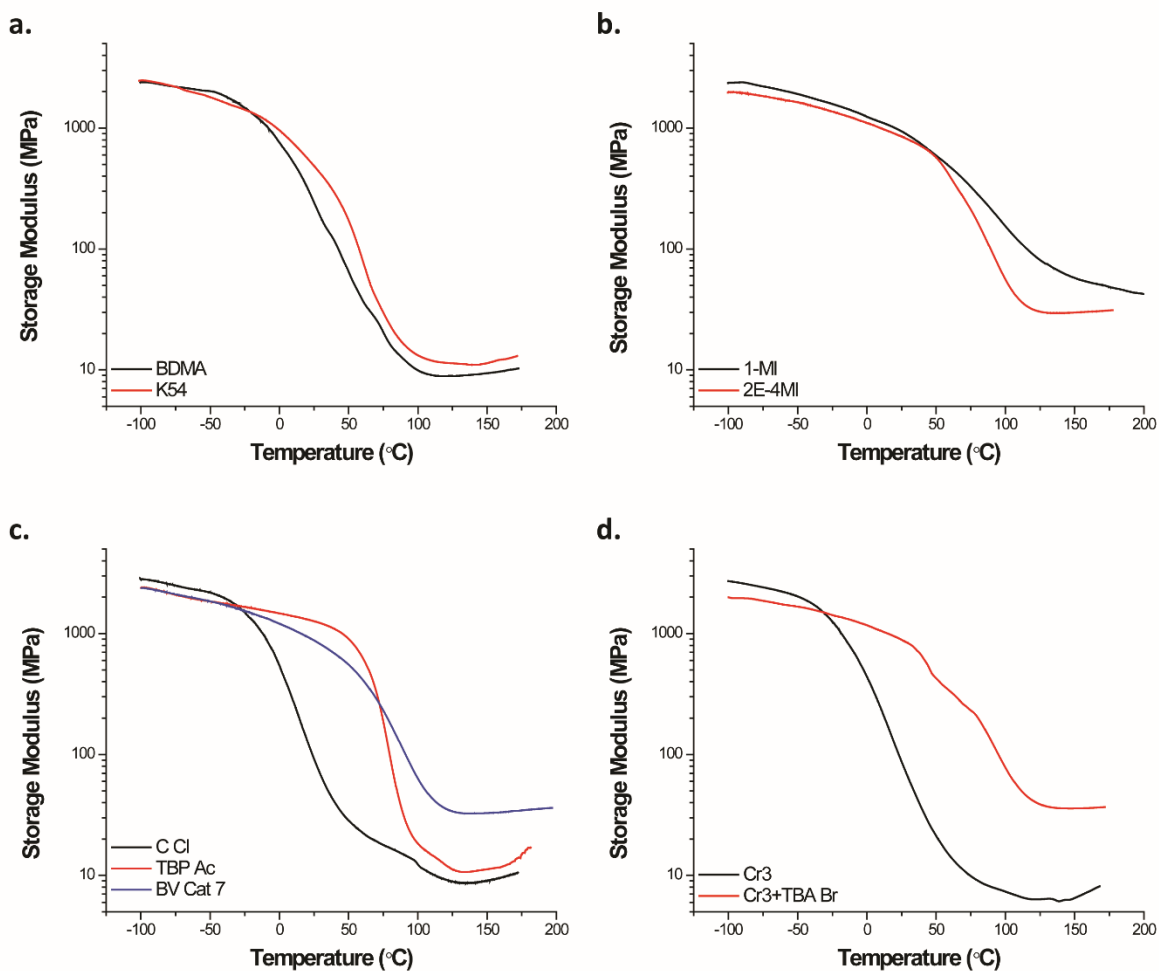 a.
Storage Modulus (MPa)
1000
100
10
BDMA
K54
-100 -50 0 50 100 150 200
Temperature (°C)
b.
Storage Modulus (MPa)
1000
100
10
1-MI
2E-4MI
-100 -50 0 50 100 150 200
Temperature (°C)
c.
Storage Modulus (MPa)
1000
100
10
C Cl
TBP Ac
BV Cat 7
-100 -50 0 50 100 150 200
Temperature (°C)
d.
Storage Modulus (MPa)
1000
100
10
Cr3
Cr3+TBA Br
-100 -50 0 50 100 150 200
Temperature (°C)